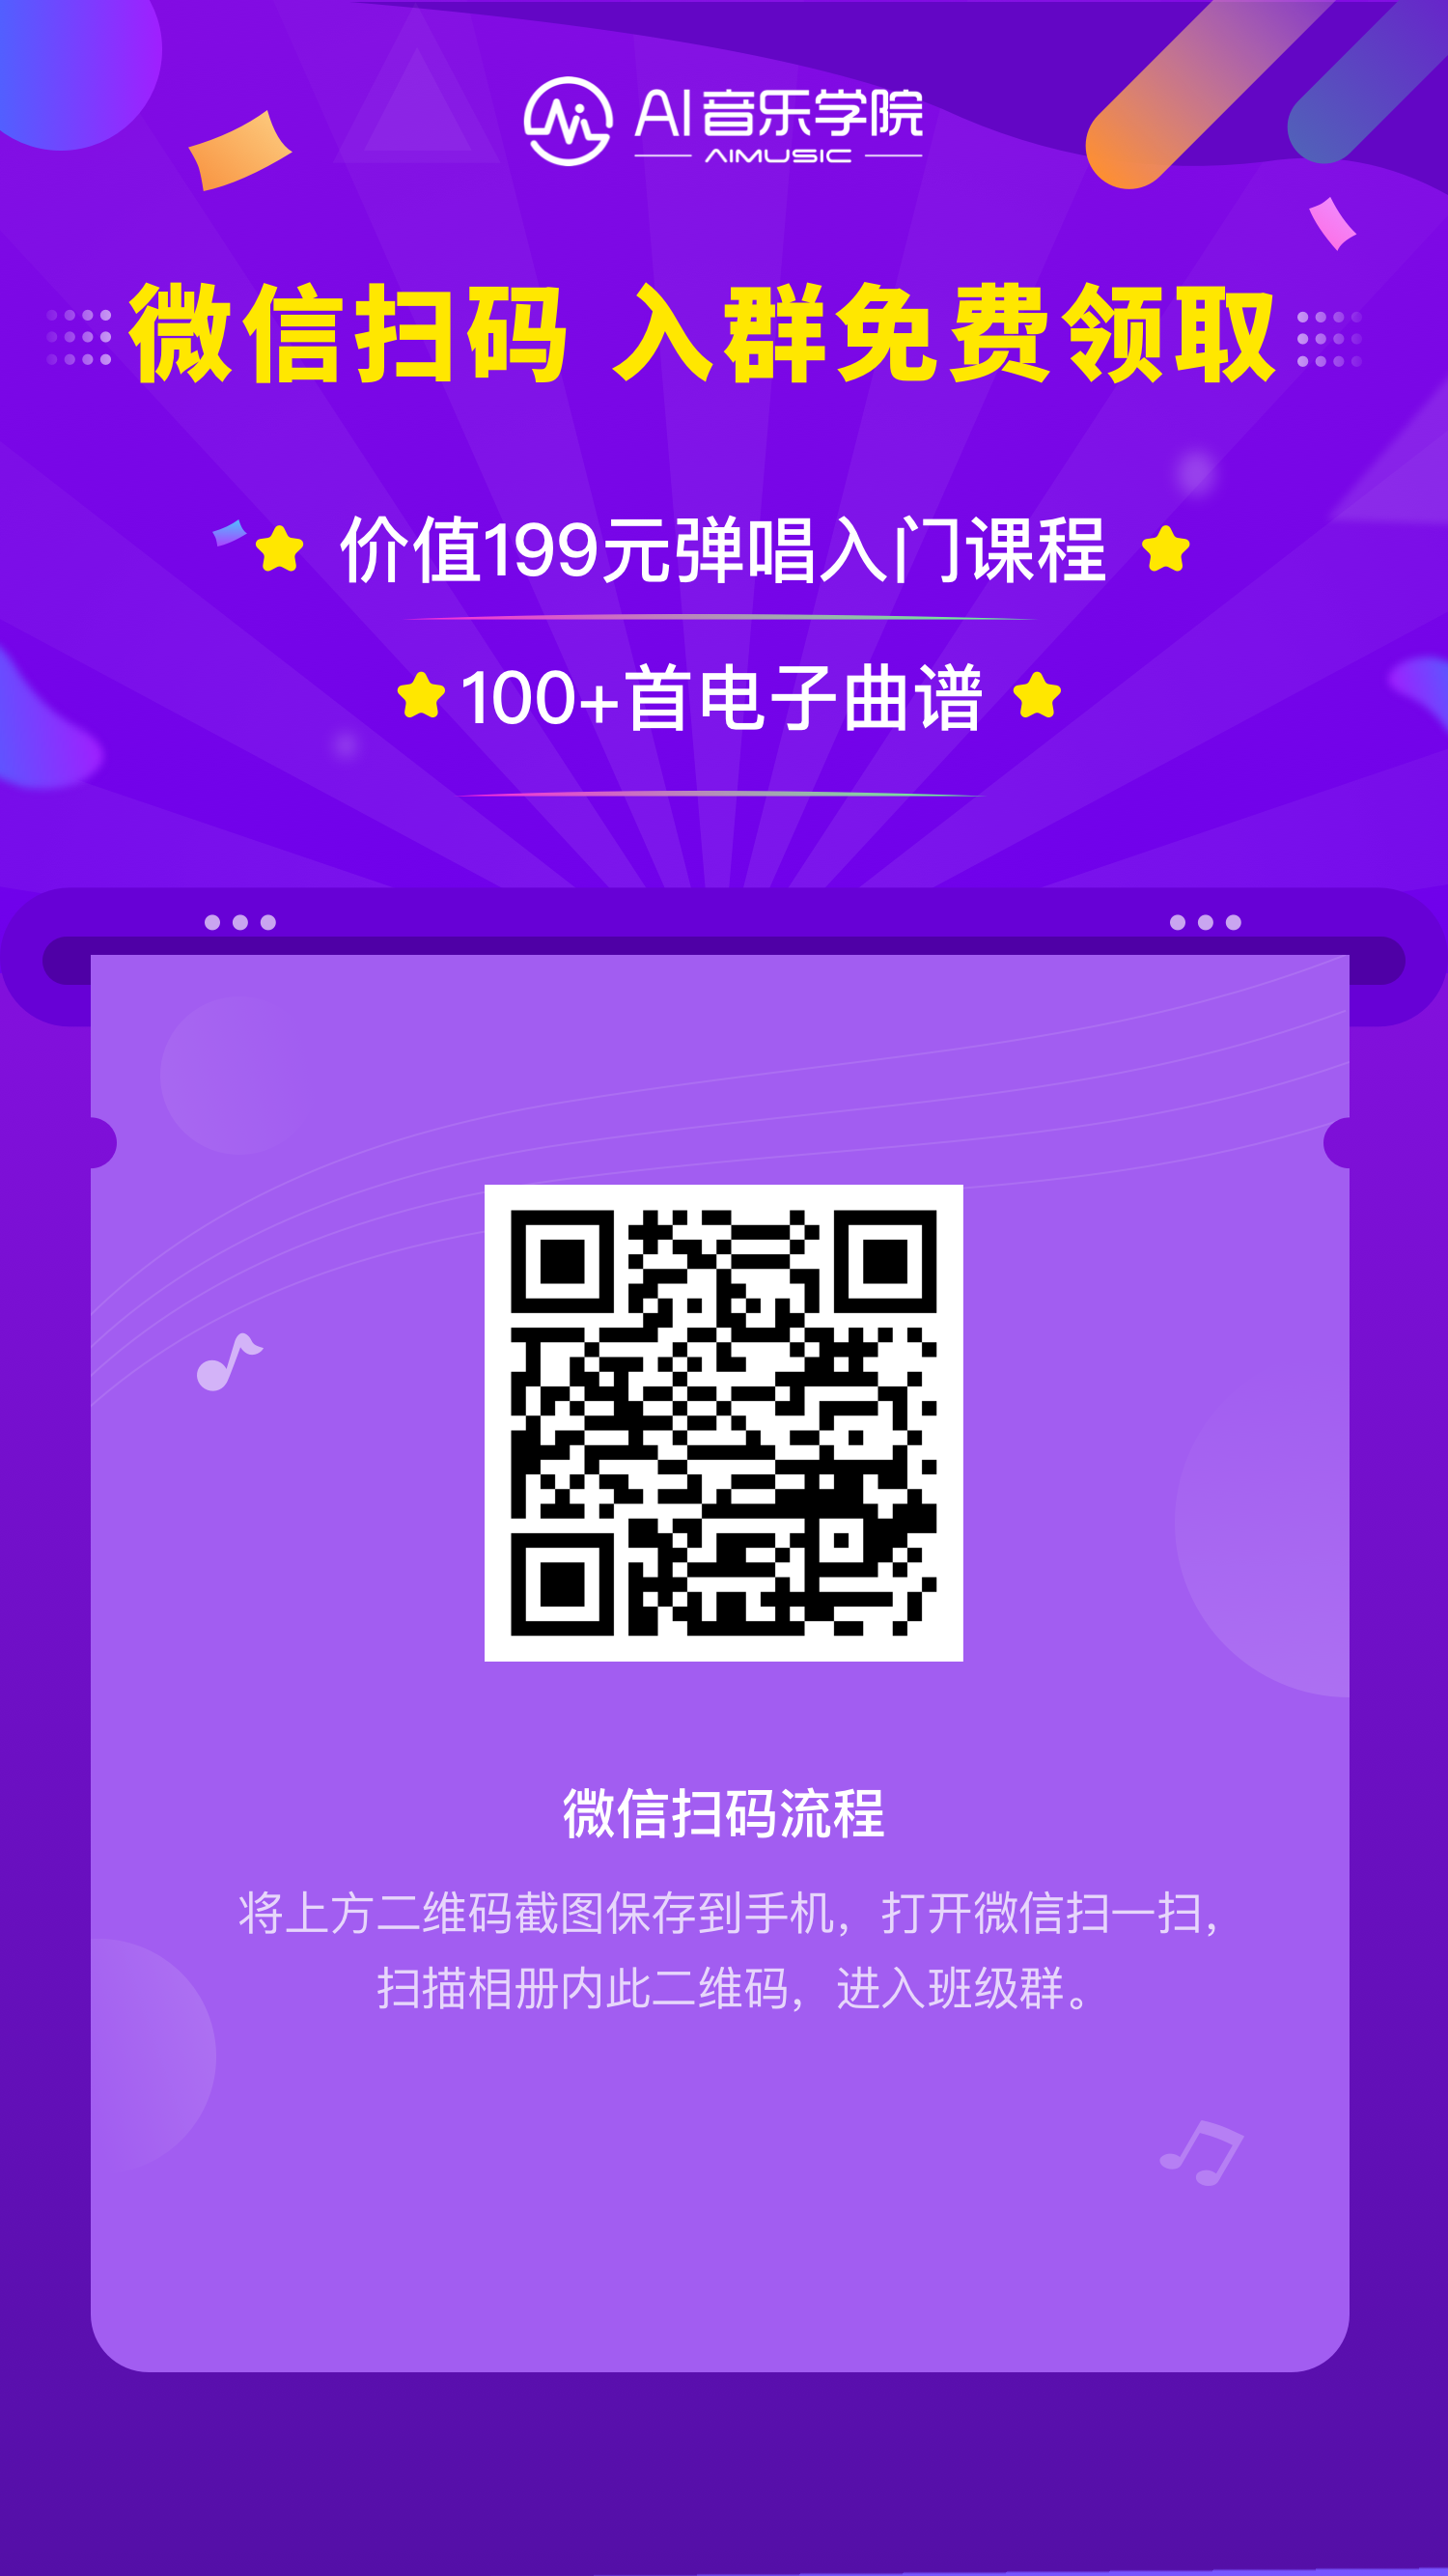 AI音乐学院
AIMUSIC
微信扫码 入群免费领取
价值199元弹唱入门课程
100+首电子曲谱
微信扫码流程
将上方二维码截图保存到手机，打开微信扫一扫，
扫描相册内此二维码，进入班级群。